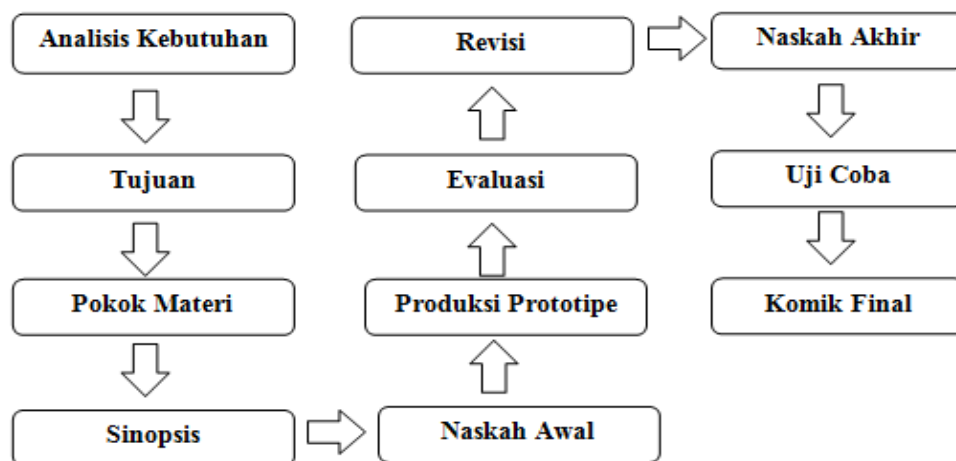 Analisis Kebutuhan
Tujuan
Pokok Materi
Sinopsis
Naskah Awal
Produksi Prototipe
Evaluasi
Revisi
Naskah Akhir
Uji Coba
Komik Final